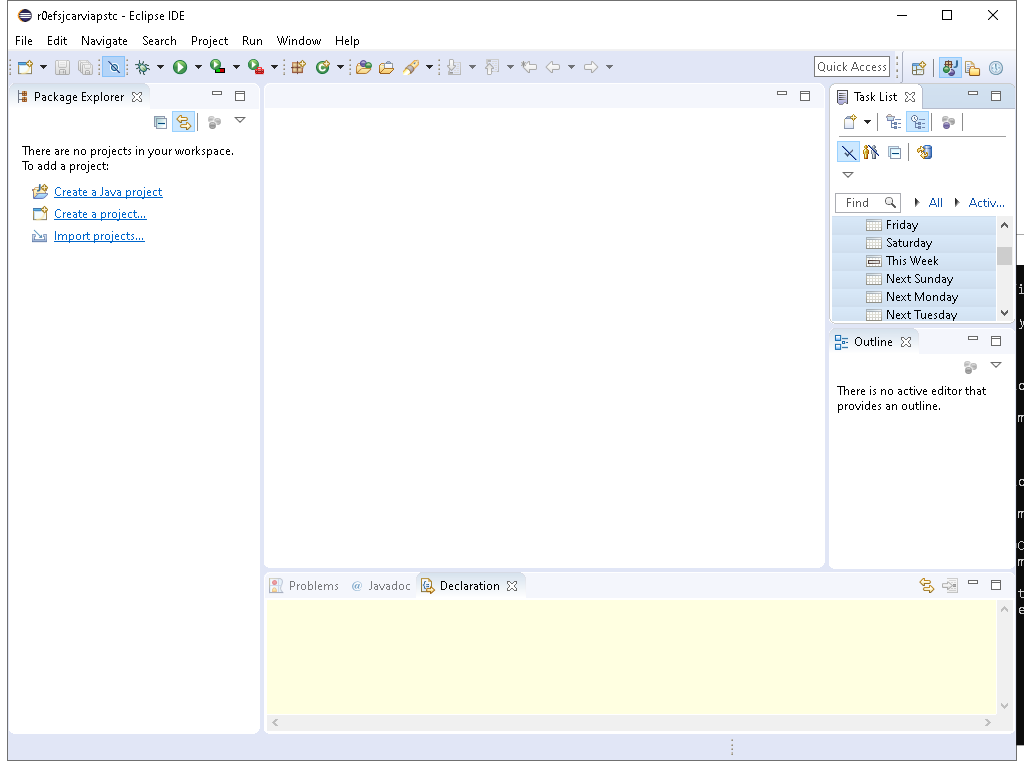 r0efsjcarviapstc - Eclipse IDE
File Edit Navigate Search Project Run Window Help
Quick Access
Package Explorer
There are no projects in your workspace.
To add a project:
Create a Java project
Create a project...
Import projects...
Task List
Find All Activ...
Friday
Saturday
This Week
Next Sunday
Next Monday
Next Tuesday
Outline
There is no active editor that
provides an outline.
Problems @ Javadoc Declaration